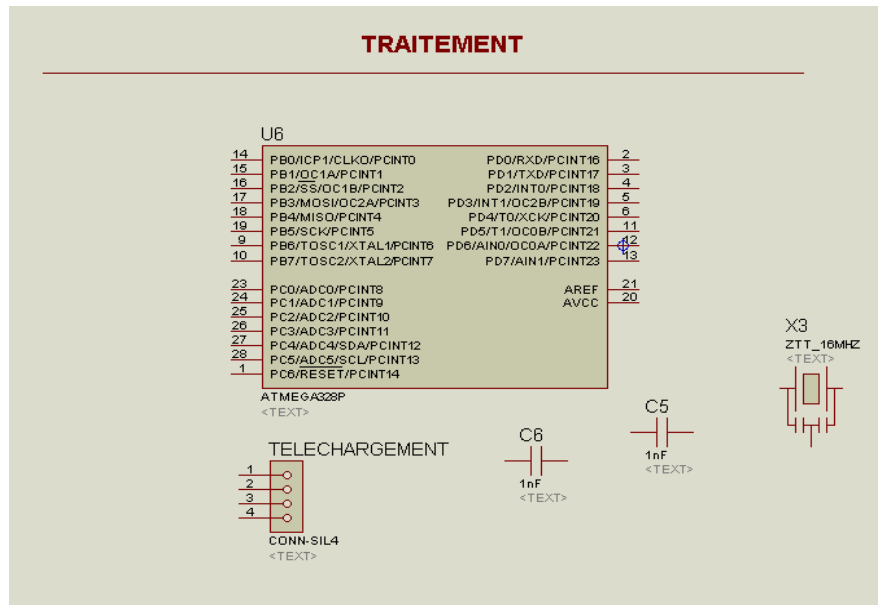 TRAITEMENT
U6
14 PB0/ICP1/CLKO/PCINT0 PD0/RXD/PCINT16 2
15 PB1/OC1A/PCINT1 PD1/TXD/PCINT17 3
16 PB2/SS/OC1B/PCINT2 PD2/INT0/PCINT18 4
17 PB3/MOSI/OC2A/PCINT3 PD3/INT1/OC2B/PCINT19 5
18 PB4/MISO/PCINT4 PD4/T0/XCK/PCINT20 6
19 PB5/SCK/PCINT5 PD5/T1/OC0B/PCINT21 11
9 PB6/TOSC1/XTAL1/PCINT6 PD6/AIN0/OC0A/PCINT22 12
10 PB7/TOSC2/XTAL2/PCINT7 PD7/AIN1/PCINT23 13
23 PC0/ADC0/PCINT8 AREF 21
24 PC1/ADC1/PCINT9 AVCC 20
25 PC2/ADC2/PCINT10
26 PC3/ADC3/PCINT11
27 PC4/ADC4/SDA/PCINT12
28 PC5/ADC5/SCL/PCINT13
1 PC6/RESET/PCINT14
ATMEGA328P
<TEXT>
X3
ZTT_16MHZ
<TEXT>
C5
1nF
<TEXT>
C6
1nF
<TEXT>
TELECHARGEMENT
1
2
3
4
CONN-SIL4
<TEXT>